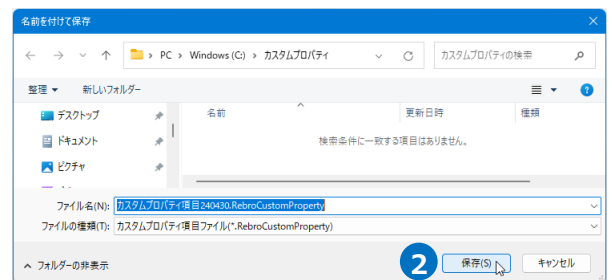 名前を付けて保存
PC › Windows (C:) › カスタムプロパティ
カスタムプロパティの検索
整理 新しいフォルダー
デスクトップ
ドキュメント
ピクチャ
名前 更新日時 種類
検索条件に一致する項目はありません。
ファイル名(N): カスタムプロパティ項目240430.RebroCustomProperty
ファイルの種類(T): カスタムプロパティ項目ファイル(*.RebroCustomProperty)
フォルダーの非表示
2 保存(S) キャンセル